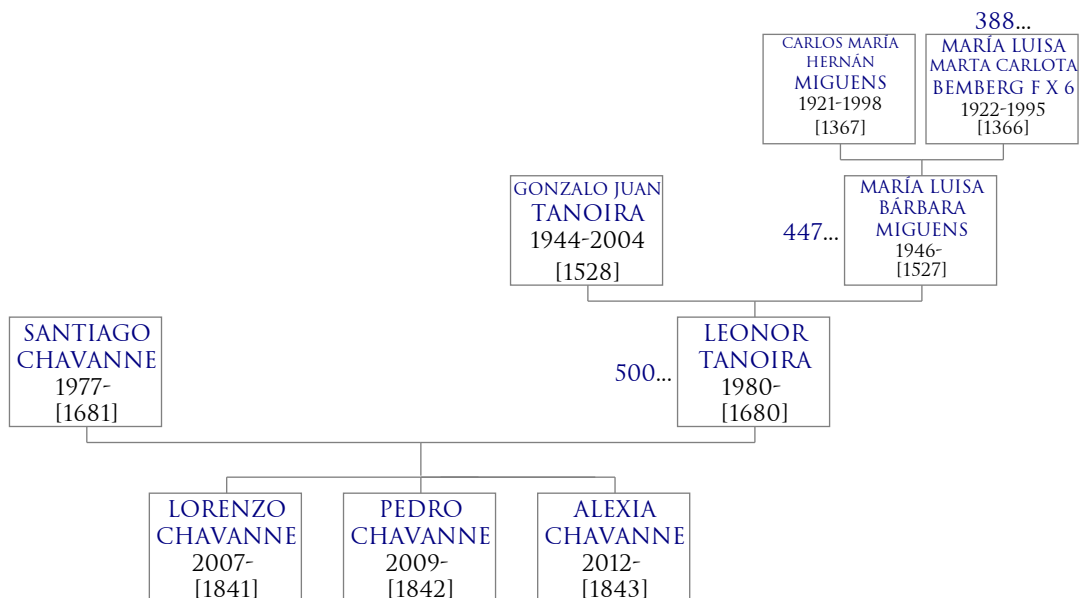 388...
CARLOS MARÍA
HERNÁN
MIGUENS
1921-1998
[1367]
MARÍA LUISA
MARTA CARLOTA
BEMBERG F X 6
1922-1995
[1366]
GONZALO JUAN
TANOIRA
1944-2004
[1528]
447...
MARÍA LUISA
BÁRBARA
MIGUENS
1946-
[1527]
SANTIAGO
CHAVANNE
1977-
[1681]
500...
LEONOR
TANOIRA
1980-
[1680]
LORENZO
CHAVANNE
2007-
[1841]
PEDRO
CHAVANNE
2009-
[1842]
ALEXIA
CHAVANNE
2012-
[1843]